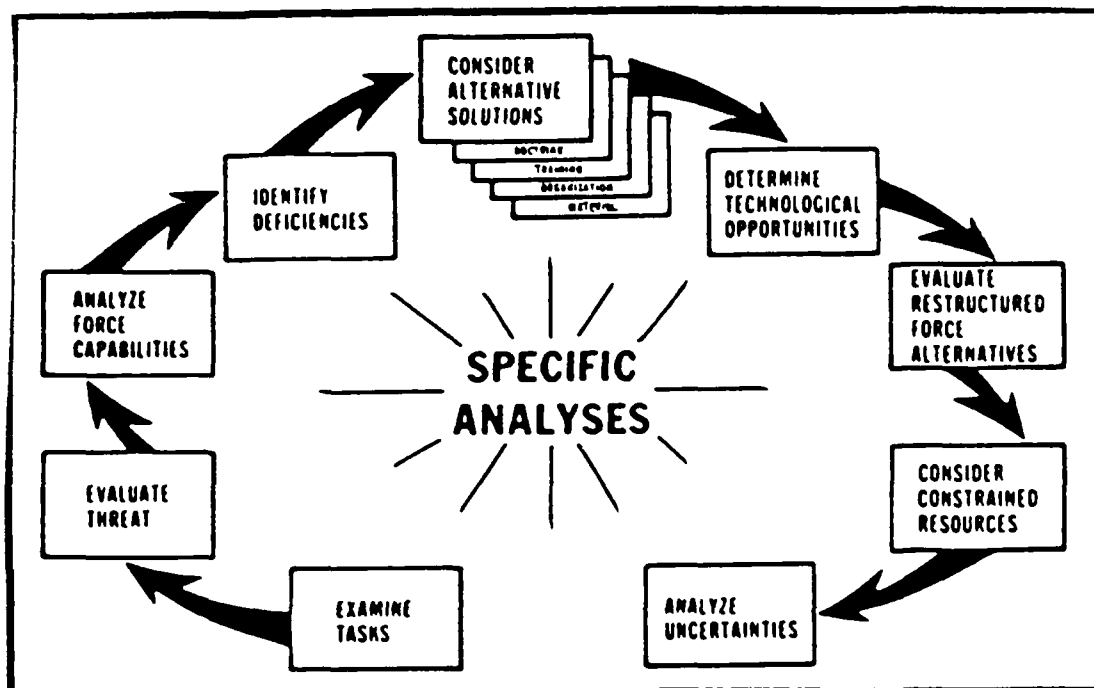 CONSIDER
ALTERNATIVE
SOLUTIONS
DOCTRINE
TRAINING
ORGANIZATION
IDENTIFY
DEFICIENCIES
DETERMINE
TECHNOLOGICAL
OPPORTUNITIES
ANALYZE
FORCE
CAPABILITIES
EVALUATE
RESTRUCTURED
FORCE
ALTERNATIVES
SPECIFIC
ANALYSES
EVALUATE
THREAT
CONSIDER
CONSTRAINED
RESOURCES
EXAMINE
TASKS
ANALYZE
UNCERTAINTIES